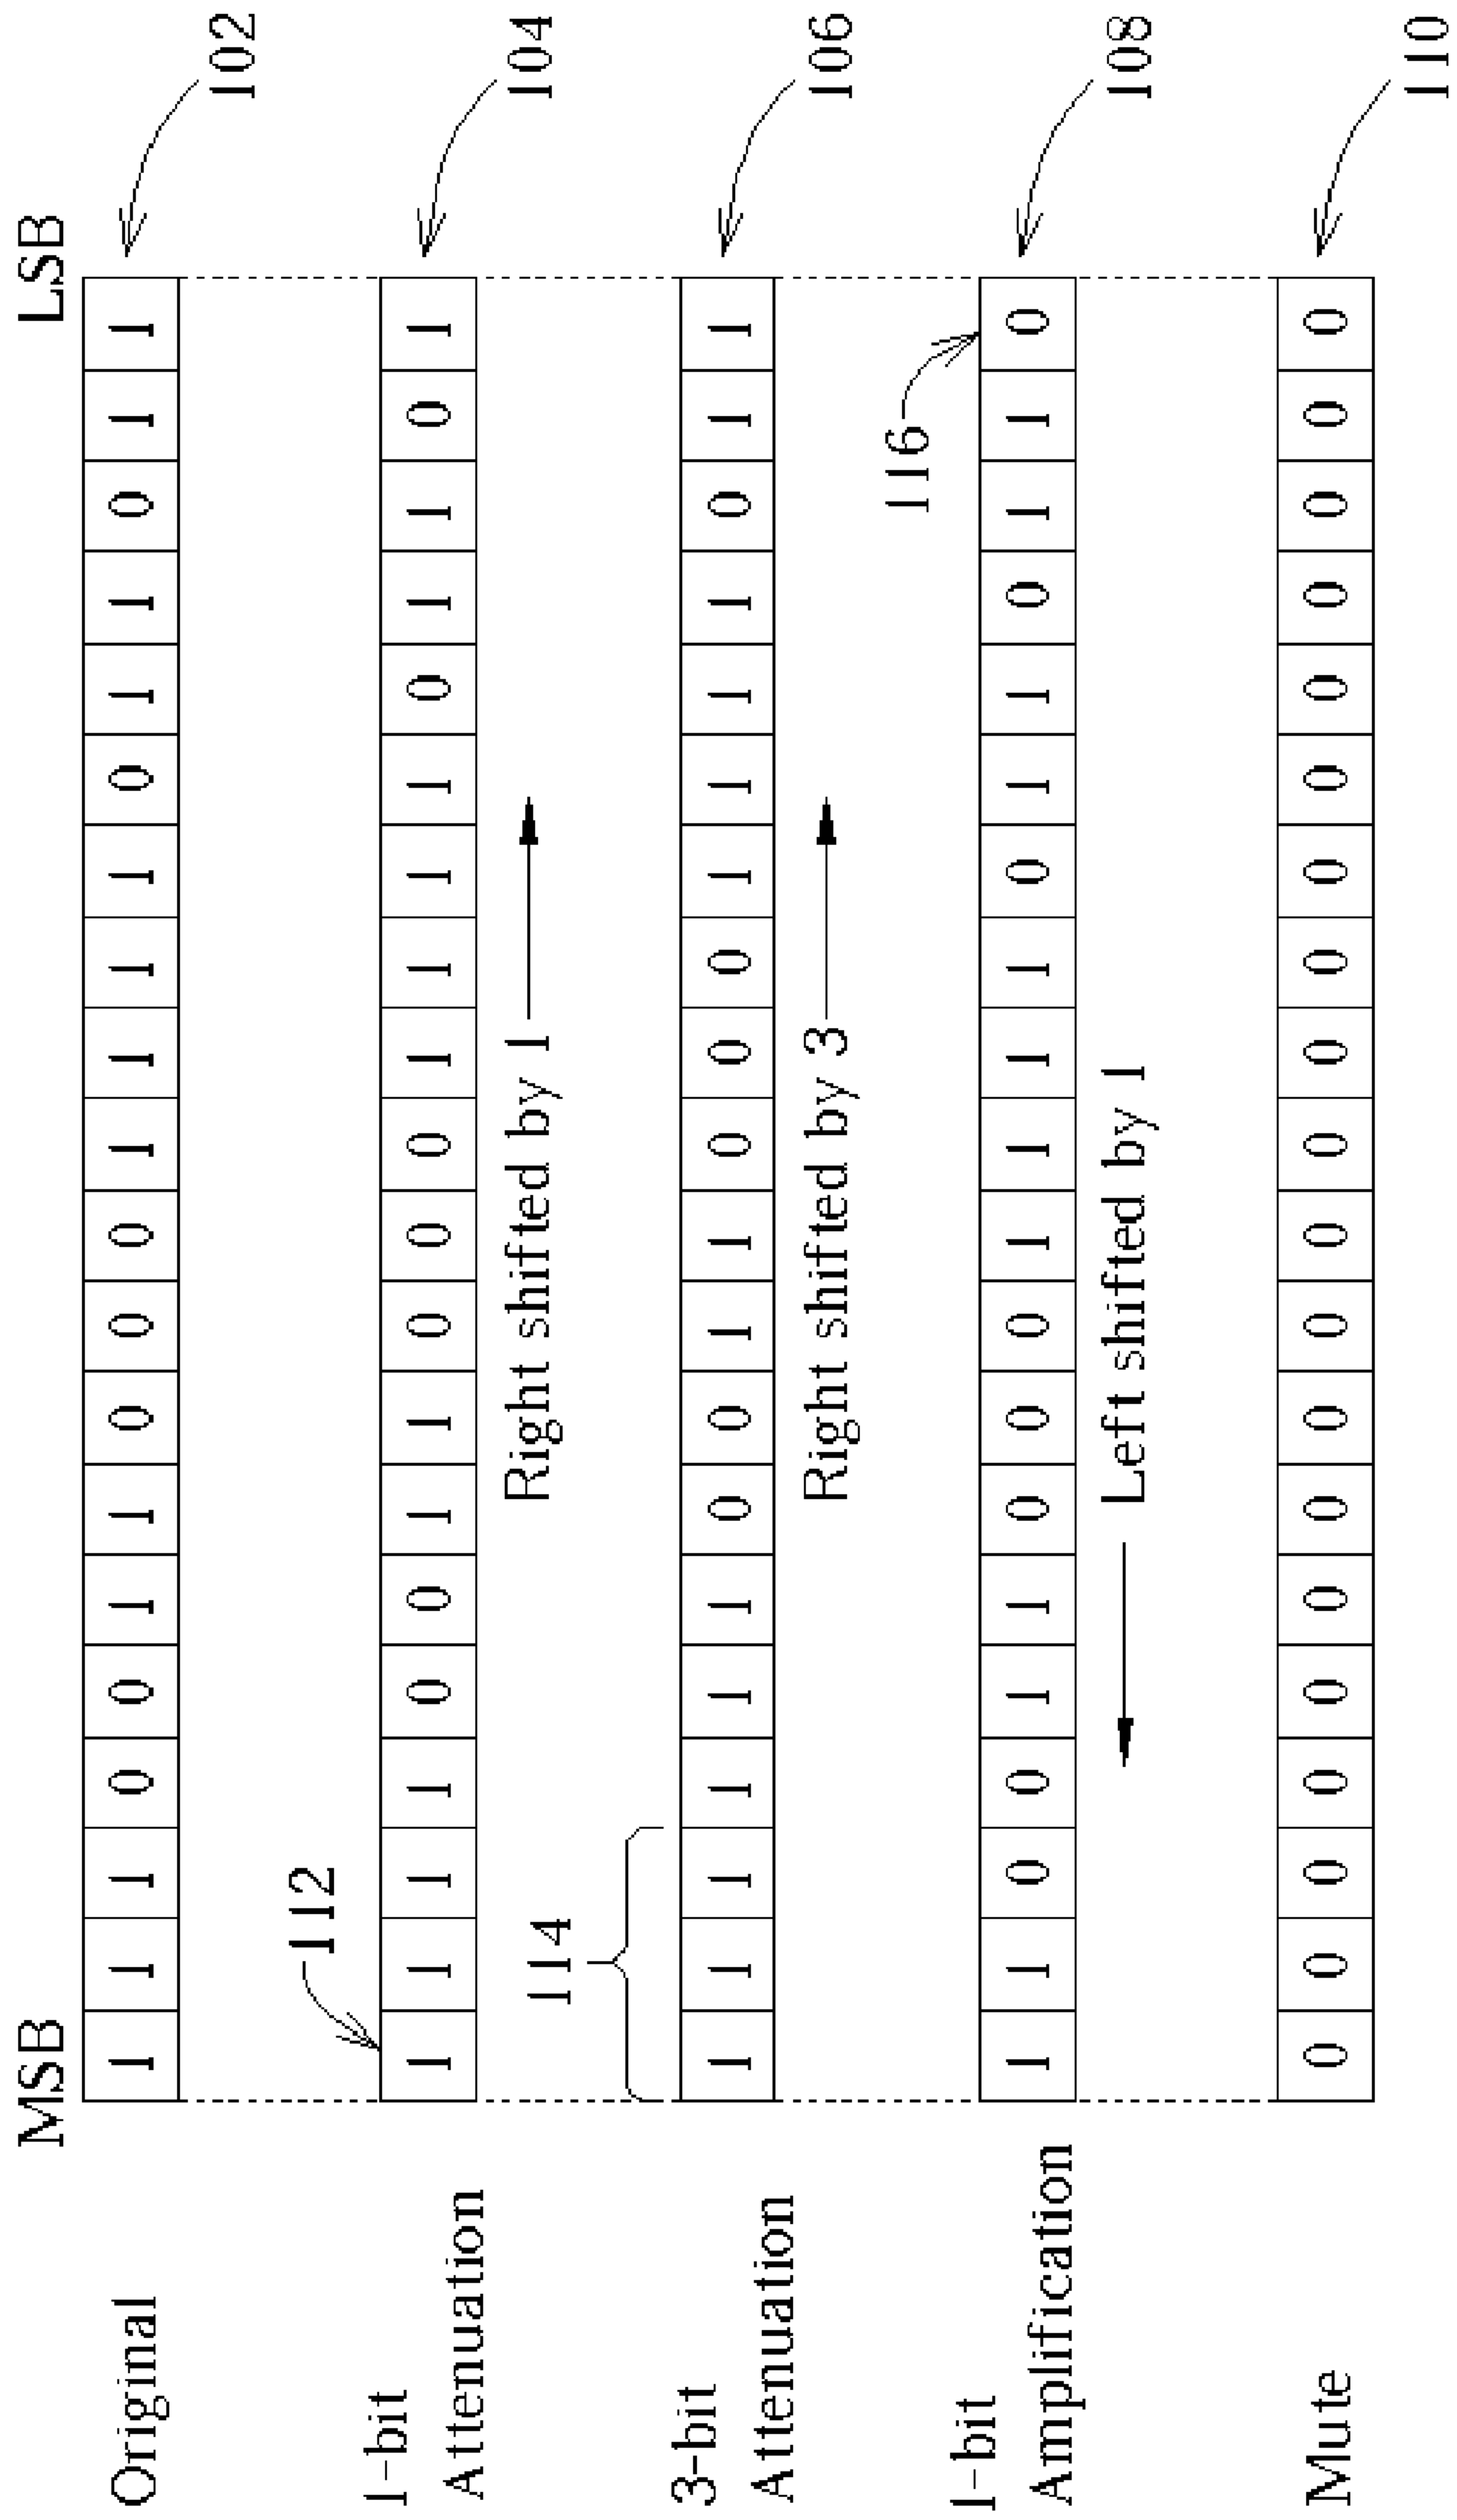 MSB LSB
Original 1 1 1 0 0 1 1 0 0 0 1 1 1 1 0 1 1 0 1 1
102
112
1-bit
Attenuation 1 1 1 1 0 0 1 1 0 0 0 1 1 1 1 0 1 1 0 1
104
Right shifted by 1
114
3-bit
Attenuation 1 1 1 1 1 1 0 0 1 1 0 0 0 1 1 1 1 0 1 1
106
Right shifted by 3
116
1-bit
Amplification 1 1 0 0 1 1 0 0 0 1 1 1 1 0 1 1 0 1 1 0
108
Left shifted by 1
Mute 0 0 0 0 0 0 0 0 0 0 0 0 0 0 0 0 0 0 0 0
110